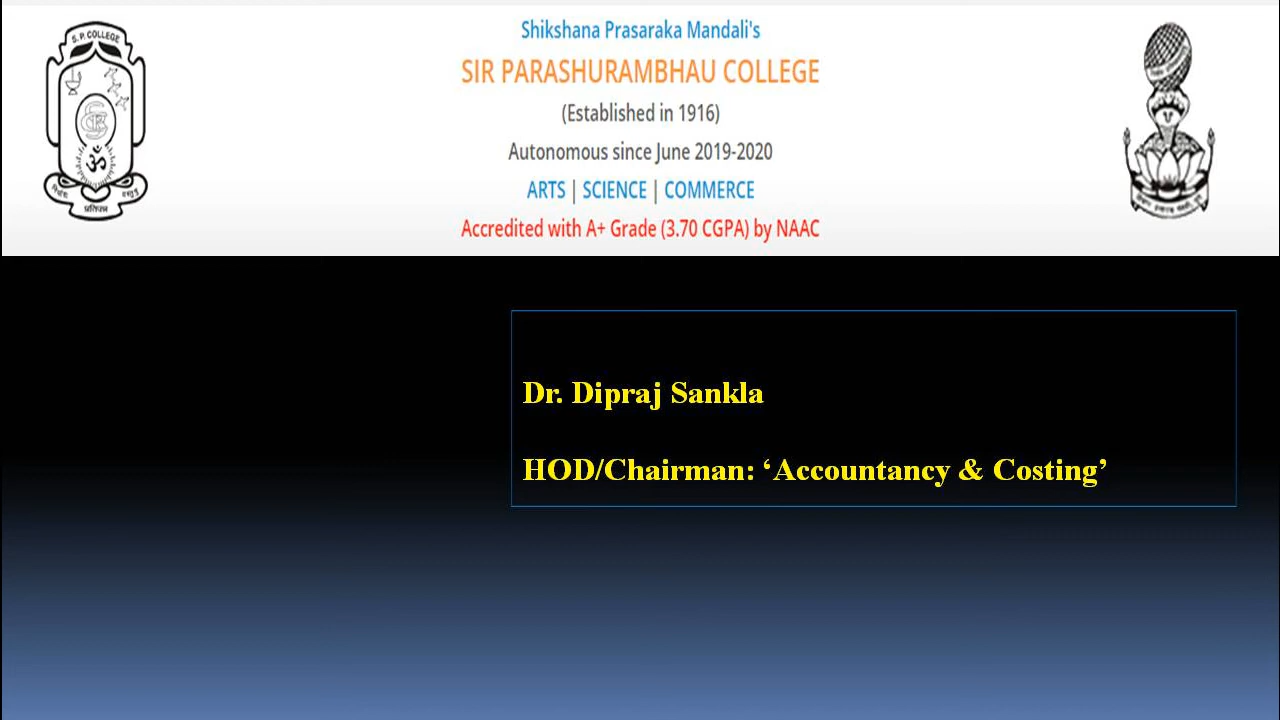 Shikshana Prasaraka Mandali's
SIR PARASHURAMBHAU COLLEGE
(Established in 1916)
Autonomous since June 2019-2020
ARTS | SCIENCE | COMMERCE
Accredited with A+ Grade (3.70 CGPA) by NAAC
S. P. COLLEGE
ॐ
Dr. Dipraj Sankla
HOD/Chairman: ‘Accountancy & Costing’